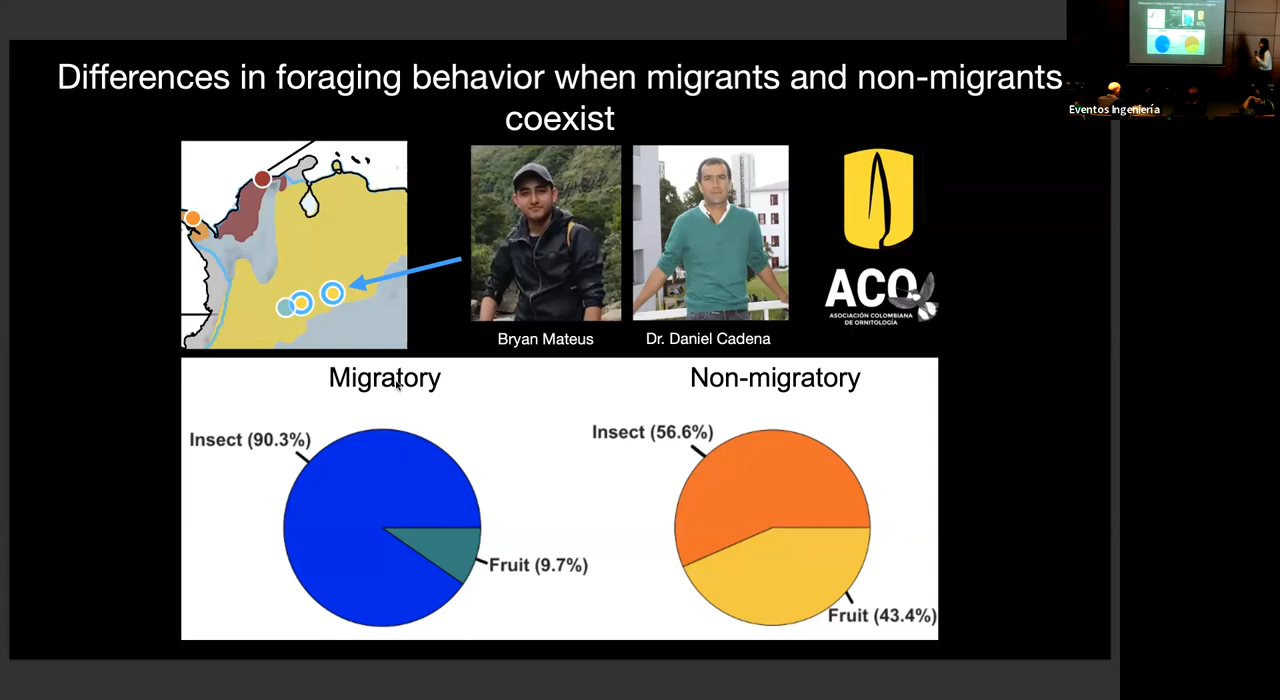 Differences in foraging behavior when migrants and non-migrants
coexist
Eventos Ingeniería
ACO
ASOCIACIÓN COLOMBIANA
DE ORNITOLOGÍA
Bryan Mateus
Dr. Daniel Cadena
Migratory
Non-migratory
Insect (90.3%)
Fruit (9.7%)
Insect (56.6%)
Fruit (43.4%)